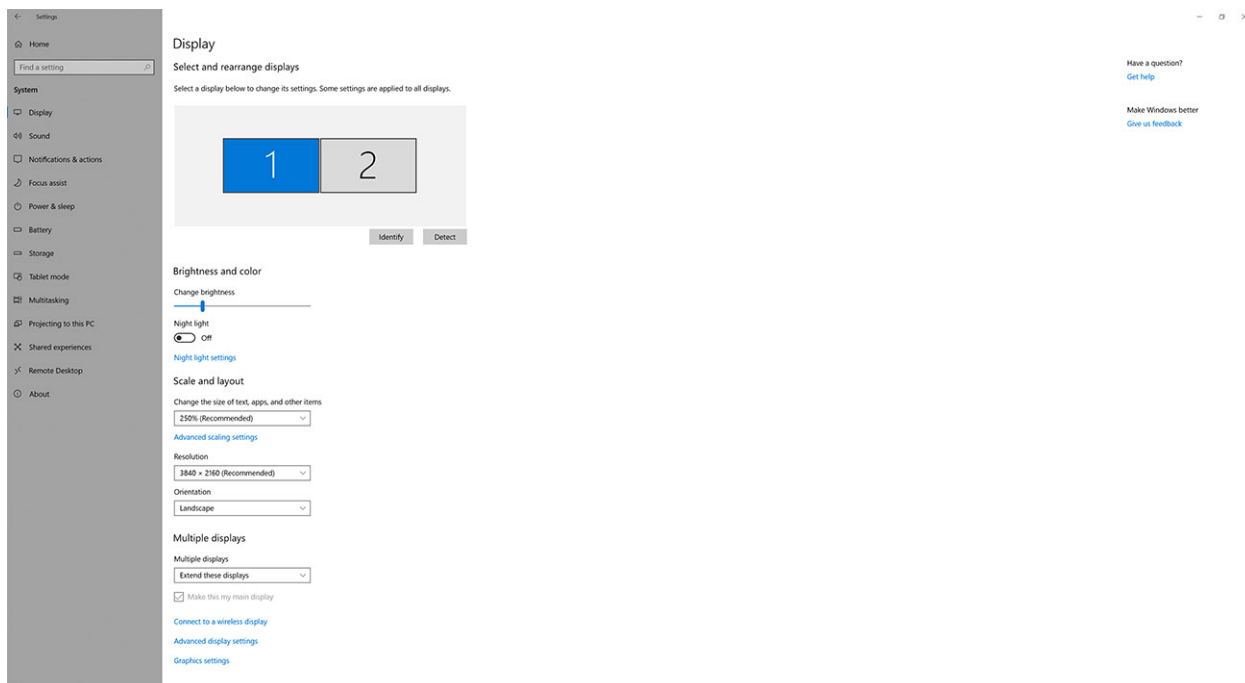 Settings
Home
Find a setting
System
Display
Sound
Notifications & actions
Focus assist
Power & sleep
Battery
Storage
Tablet mode
Multitasking
Projecting to this PC
Shared experiences
Remote Desktop
About
Display
Select and rearrange displays
Select a display below to change its settings. Some settings are applied to all displays.
1 2
Identify Detect
Brightness and color
Change brightness
Night light
Off
Night light settings
Scale and layout
Change the size of text, apps, and other items
250% (Recommended)
Advanced scaling settings
Resolution
3840 × 2160 (Recommended)
Orientation
Landscape
Multiple displays
Multiple displays
Extend these displays
Make this my main display
Connect to a wireless display
Advanced display settings
Graphics settings
Have a question?
Get help
Make Windows better
Give us feedback